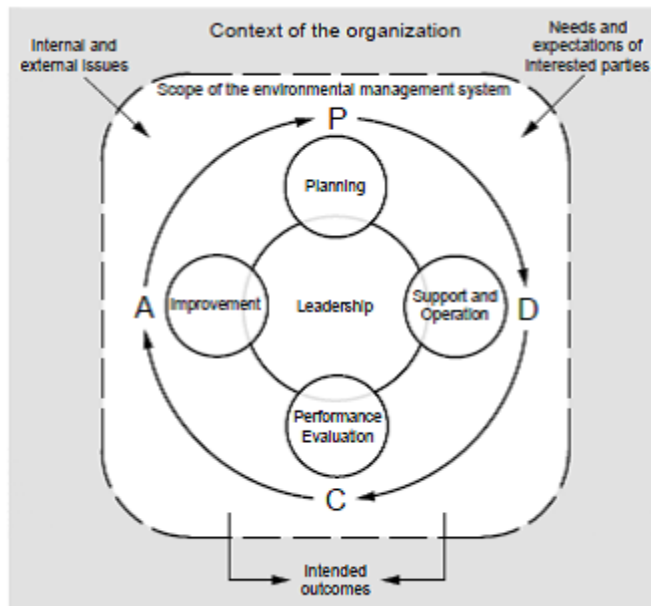 Context of the organization
Internal and
external issues
Needs and
expectations of
interested parties
Scope of the environmental management system
P
Planning
A
Improvement
Leadership
Support and
Operation
D
Performance
Evaluation
C
Intended
outcomes